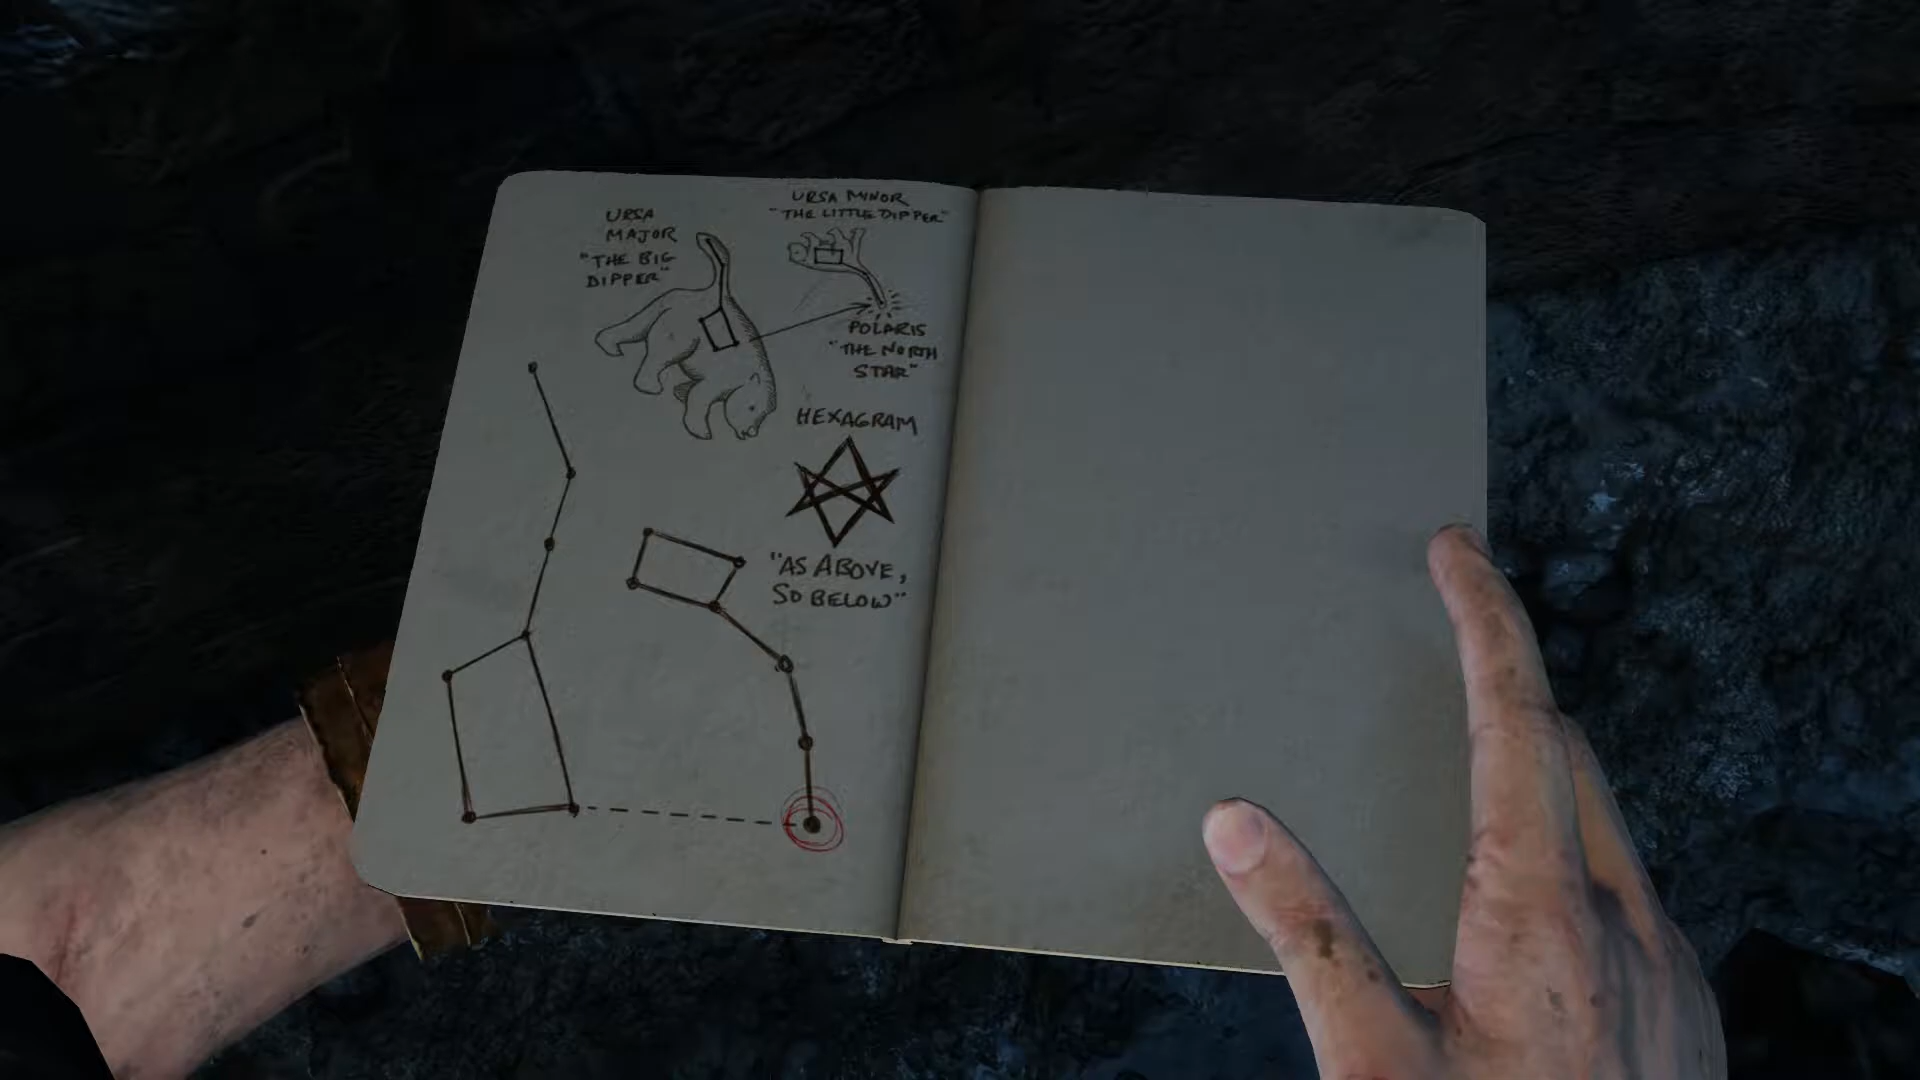 URSA
MAJOR
"THE BIG
DIPPER"
URSA MINOR
"THE LITTLE DIPPER"
POLARIS
"THE NORTH
STAR"
HEXAGRAM
"AS ABOVE,
SO BELOW"